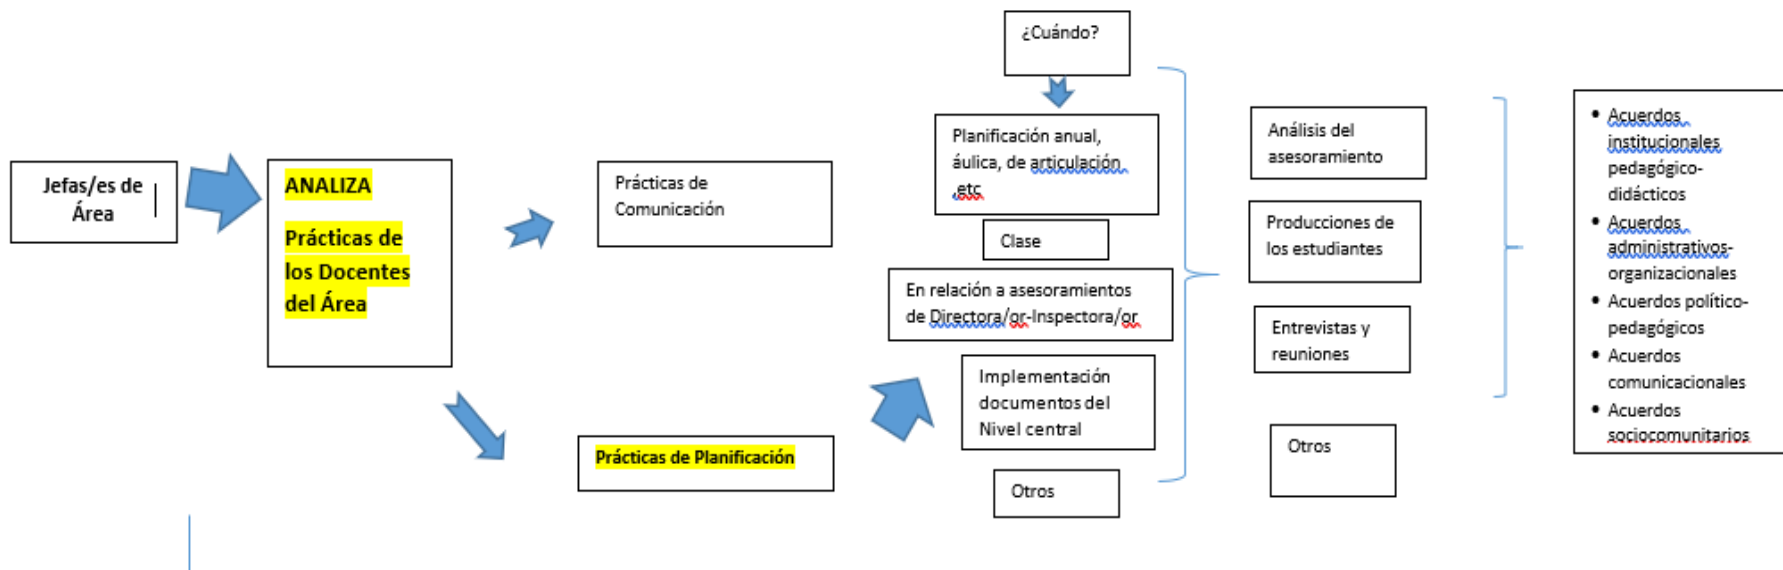 Jefas/es de
Área
ANALIZA
Prácticas de
los Docentes
del Área
Prácticas de
Comunicación
Prácticas de Planificación
¿Cuándo?
Planificación anual,
áulica, de articulación
,etc
Clase
En relación a asesoramientos
de Directora/or-Inspectora/or
Implementación
documentos del
Nivel central
Otros
Análisis del
asesoramiento
Producciones de
los estudiantes
Entrevistas y
reuniones
Otros
• Acuerdos
institucionales
pedagógico-
didácticos
• Acuerdos
administrativos-
organizacionales
• Acuerdos político-
pedagógicos
• Acuerdos
comunicacionales
• Acuerdos
sociocomunitarios